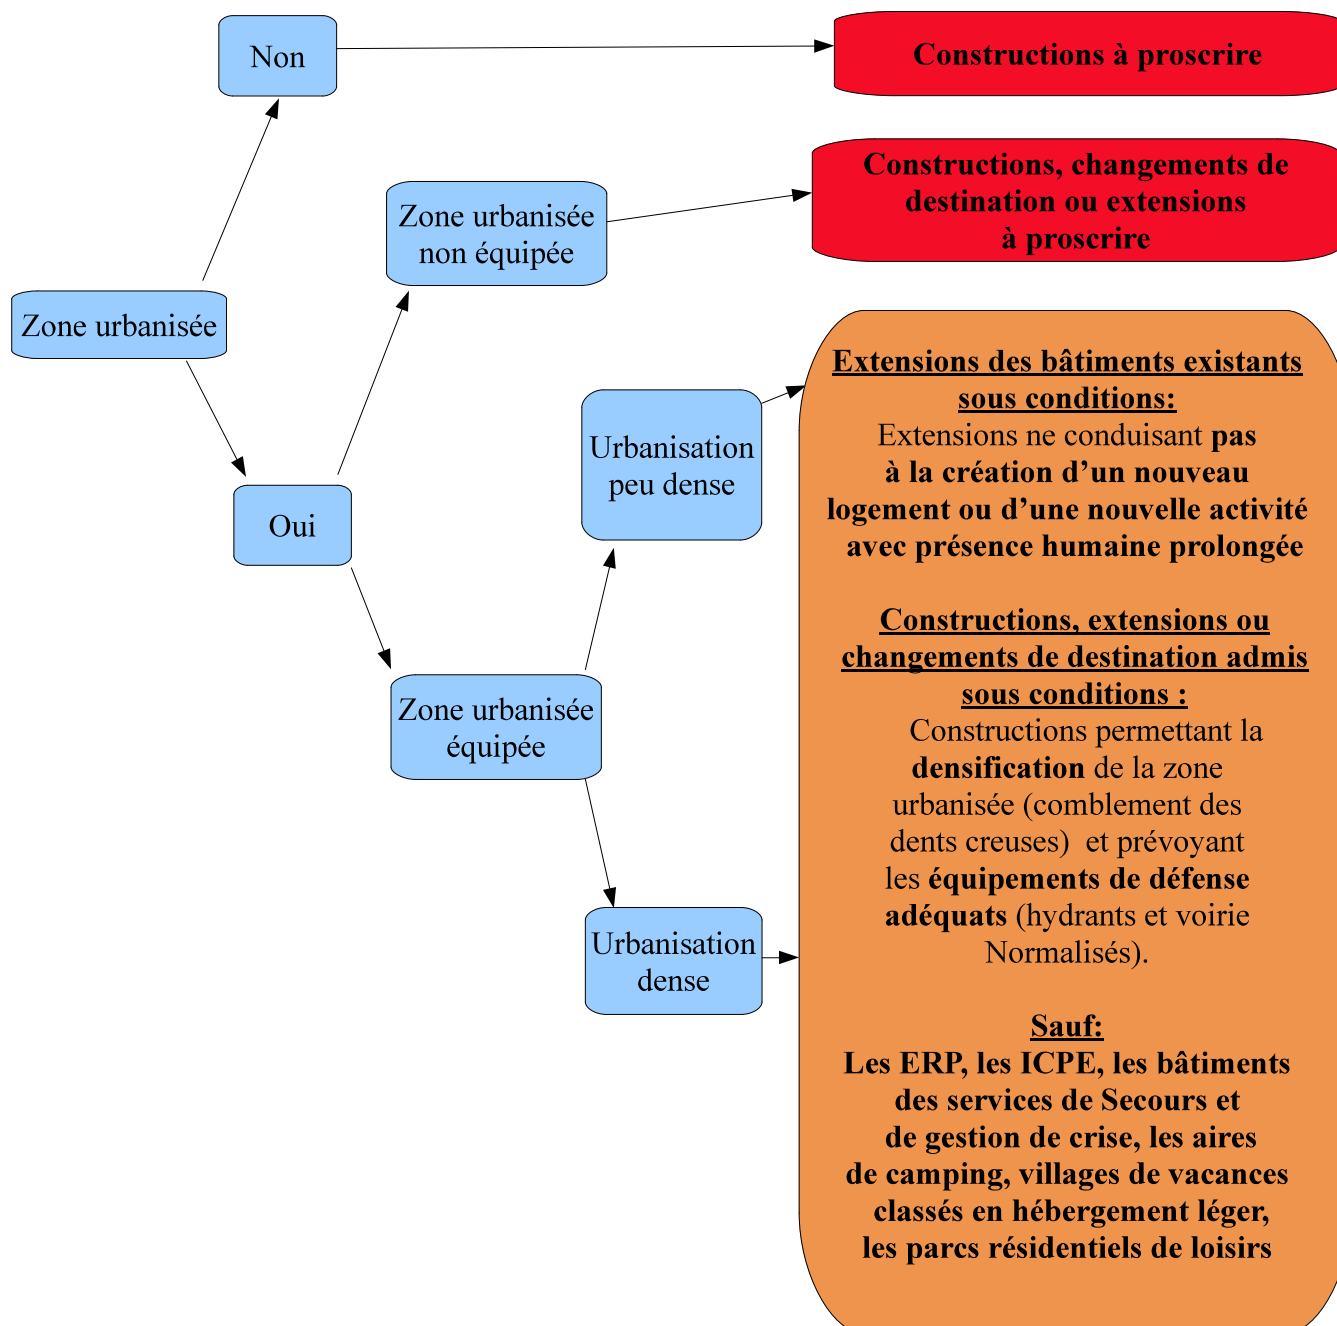 Non
Constructions à proscrire
Constructions, changements de
destination ou extensions
à proscrire
Zone urbanisée
non équipée
Zone urbanisée
Oui
Urbanisation
peu dense
Zone urbanisée
équipée
Urbanisation
dense
Extensions des bâtiments existants
sous conditions:
Extensions ne conduisant pas
à la création d’un nouveau
logement ou d’une nouvelle activité
avec présence humaine prolongée
Constructions, extensions ou
changements de destination admis
sous conditions :
Constructions permettant la
densification de la zone
urbanisée (comblement des
dents creuses)  et prévoyant
les équipements de défense
adéquats (hydrants et voirie
Normalisés).
Sauf:
Les ERP, les ICPE, les bâtiments
des services de Secours et
de gestion de crise, les aires
de camping, villages de vacances
classés en hébergement léger,
les parcs résidentiels de loisirs